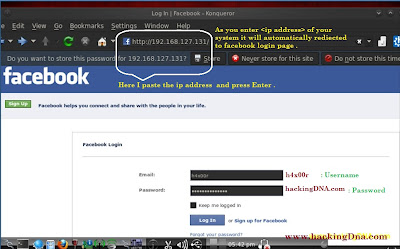 Log In | Facebook - Konqueror
File Edit View Go Bookmarks Tools Settings Window Help
http://192.168.127.131/
As you enter <ip address> of your
system it will automatically rediected
to facebook login page .
Do you want to store this password for 192.168.127.131?
Store
Never store for this site
Do not store this time
Here I paste the ip address and press Enter .
facebook
Sign Up
Facebook helps you connect and share with the people in your life.
Facebook Login
Email:
h4x00r
h4x00r : Username
Password:
hackingDNA.com : Password
Keep me logged in
Log In or Sign up for Facebook
Forgot your password?
05:42 pm
www.hackingDna.com